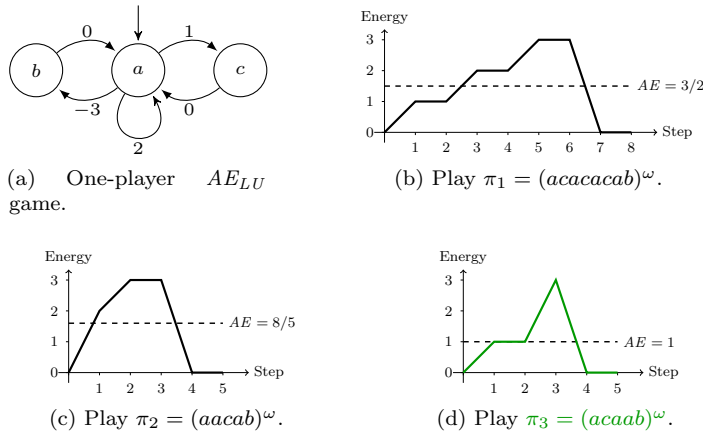 0
1
b
a
c
−3
0
2
(a) One-player AE_LU
game.
Energy
3
2
1
0
AE = 3/2
Step
1 2 3 4 5 6 7 8
(b) Play π₁ = (acacacab)^ω.
Energy
3
2
1
0
AE = 8/5
Step
1 2 3 4 5
(c) Play π₂ = (aacab)^ω.
Energy
3
2
1
0
AE = 1
Step
1 2 3 4 5
(d) Play π₃ = (acaab)^ω.